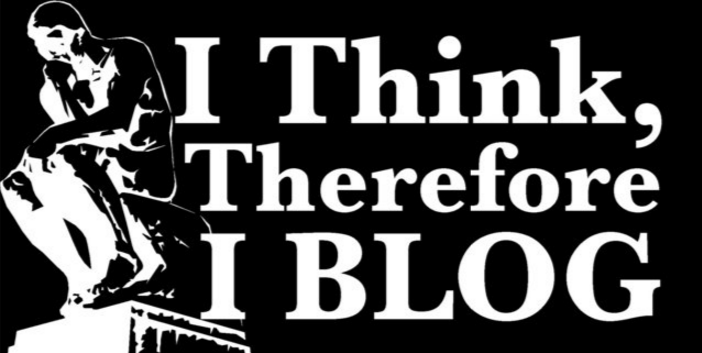 I Think,
Therefore
I BLOG